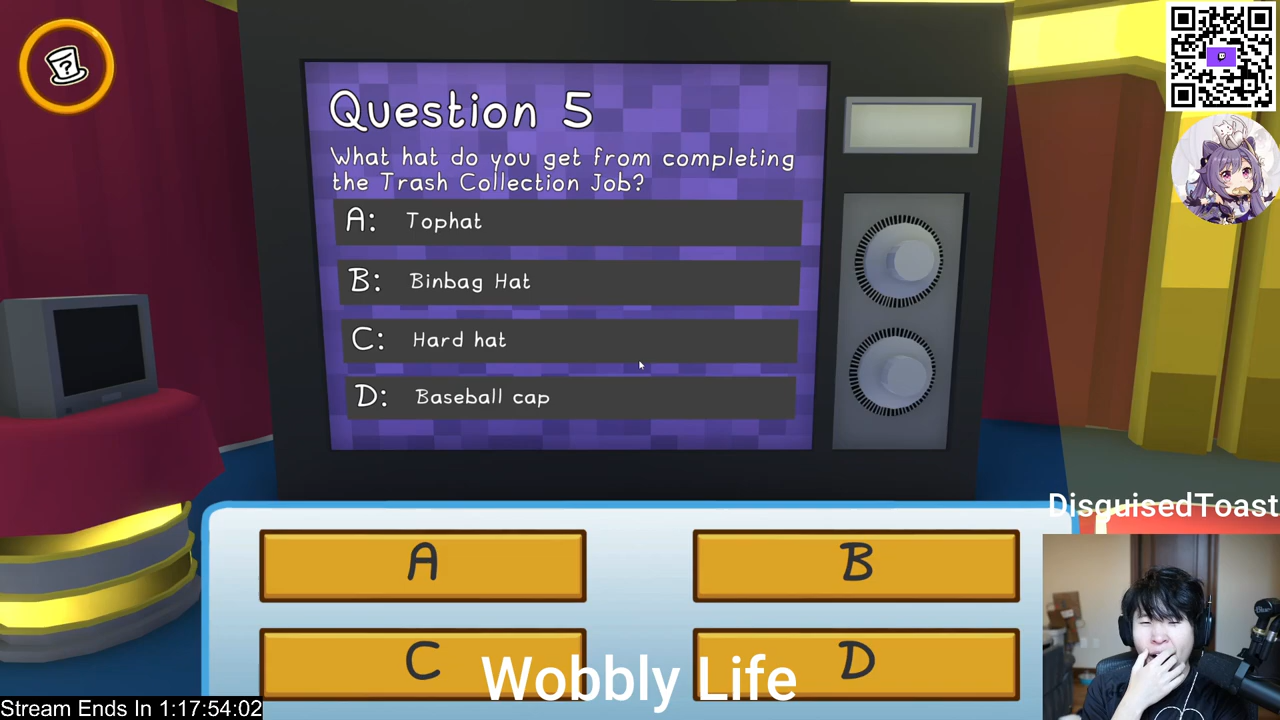 Question 5
What hat do you get from completing
the Trash Collection Job?
A: Tophat
B: Binbag Hat
C: Hard hat
D: Baseball cap
DisguisedToast
A
B
C
D
Wobbly Life
Stream Ends In 1:17:54:02